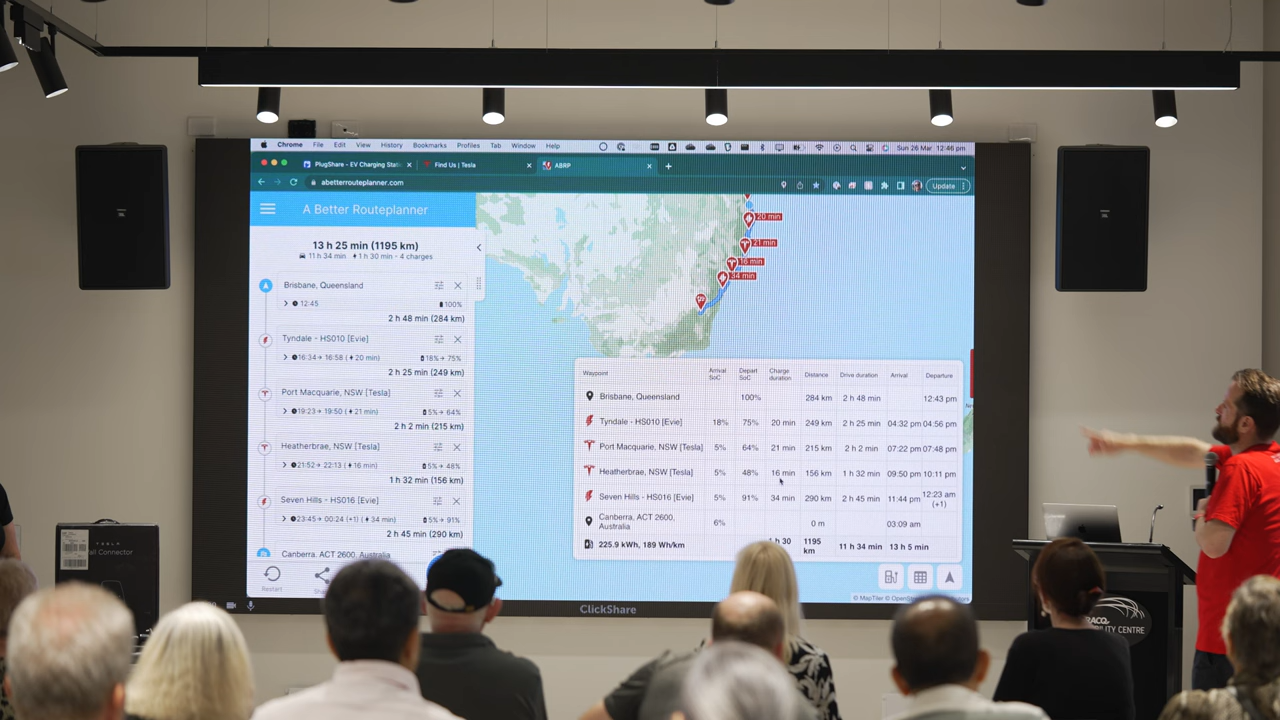 Chrome File Edit View History Bookmarks Profiles Tab Window Help Sun 26 Mar 12:46 pm
PlugShare - EV Charging Stati
Find Us | Tesla
ABRP
abetterrouteplanner.com
Update
A Better Routeplanner
13 h 25 min (1195 km)
11 h 34 min 1 h 30 min - 4 charges
Brisbane, Queensland
12:45 100%
2 h 48 min (284 km)
Tyndale - HS010 [Evie]
16:34 → 16:58 ( 20 min) 18% → 75%
2 h 25 min (249 km)
Port Macquarie, NSW [Tesla]
19:23 → 19:50 ( 21 min) 5% → 64%
2 h 2 min (215 km)
Heatherbrae, NSW [Tesla]
21:52 → 22:13 ( 16 min) 5% → 48%
1 h 32 min (156 km)
Seven Hills - HS016 [Evie]
23:45 → 00:24 (+1) ( 34 min) 5% → 91%
2 h 45 min (290 km)
Canberra, ACT 2600, Australia
Restart
20 min
21 min
16 min
34 min
Waypoint Arrival SoC Depart SoC Charge duration Distance Drive duration Arrival Departure
Brisbane, Queensland 100% 284 km 2 h 48 min 12:43 pm
Tyndale - HS010 [Evie] 18% 75% 20 min 249 km 2 h 25 min 04:32 pm 04:56 pm
Port Macquarie, NSW [Tesla] 5% 64% 21 min 215 km 2 h 2 min 07:22 pm 07:48 pm
Heatherbrae, NSW [Tesla] 5% 48% 16 min 156 km 1 h 32 min 09:50 pm 10:11 pm
Seven Hills - HS016 [Evie] 5% 91% 34 min 290 km 2 h 45 min 11:44 pm 12:23 am (+1)
Canberra, ACT 2600, Australia 6% 0 m 03:09 am
225.9 kWh, 189 Wh/km 1195 km 11 h 34 min 13 h 5 min
© MapTiler
ClickShare
TESLA
Wall Connector
RACQ
MOBILITY CENTRE